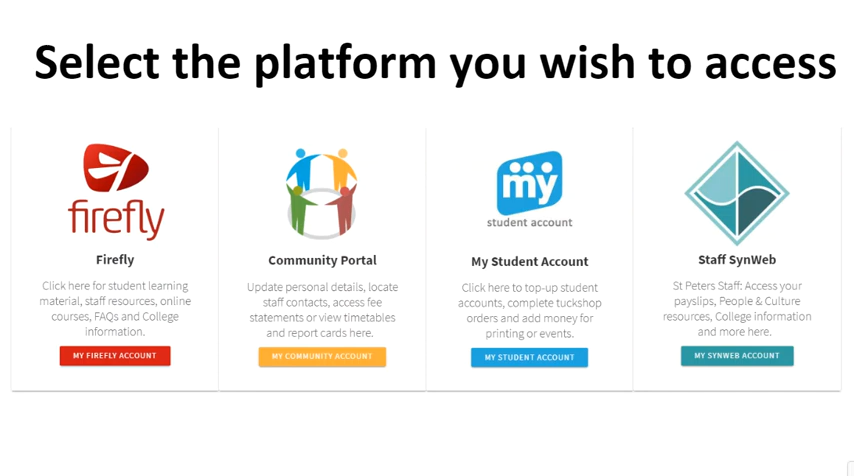 Select the platform you wish to access
firefly
Firefly
Click here for student learning
material, staff resources, online
courses, FAQs and College
information.
MY FIREFLY ACCOUNT
Community Portal
Update personal details, locate
staff contacts, access fee
statements or view timetables
and report cards here.
MY COMMUNITY ACCOUNT
my
student account
My Student Account
Click here to top-up student
accounts, complete tuckshop
orders and add money for
printing or events.
MY STUDENT ACCOUNT
Staff SynWeb
St Peters Staff: Access your
payslips, People & Culture
resources, College information
and more here.
MY SYNWEB ACCOUNT